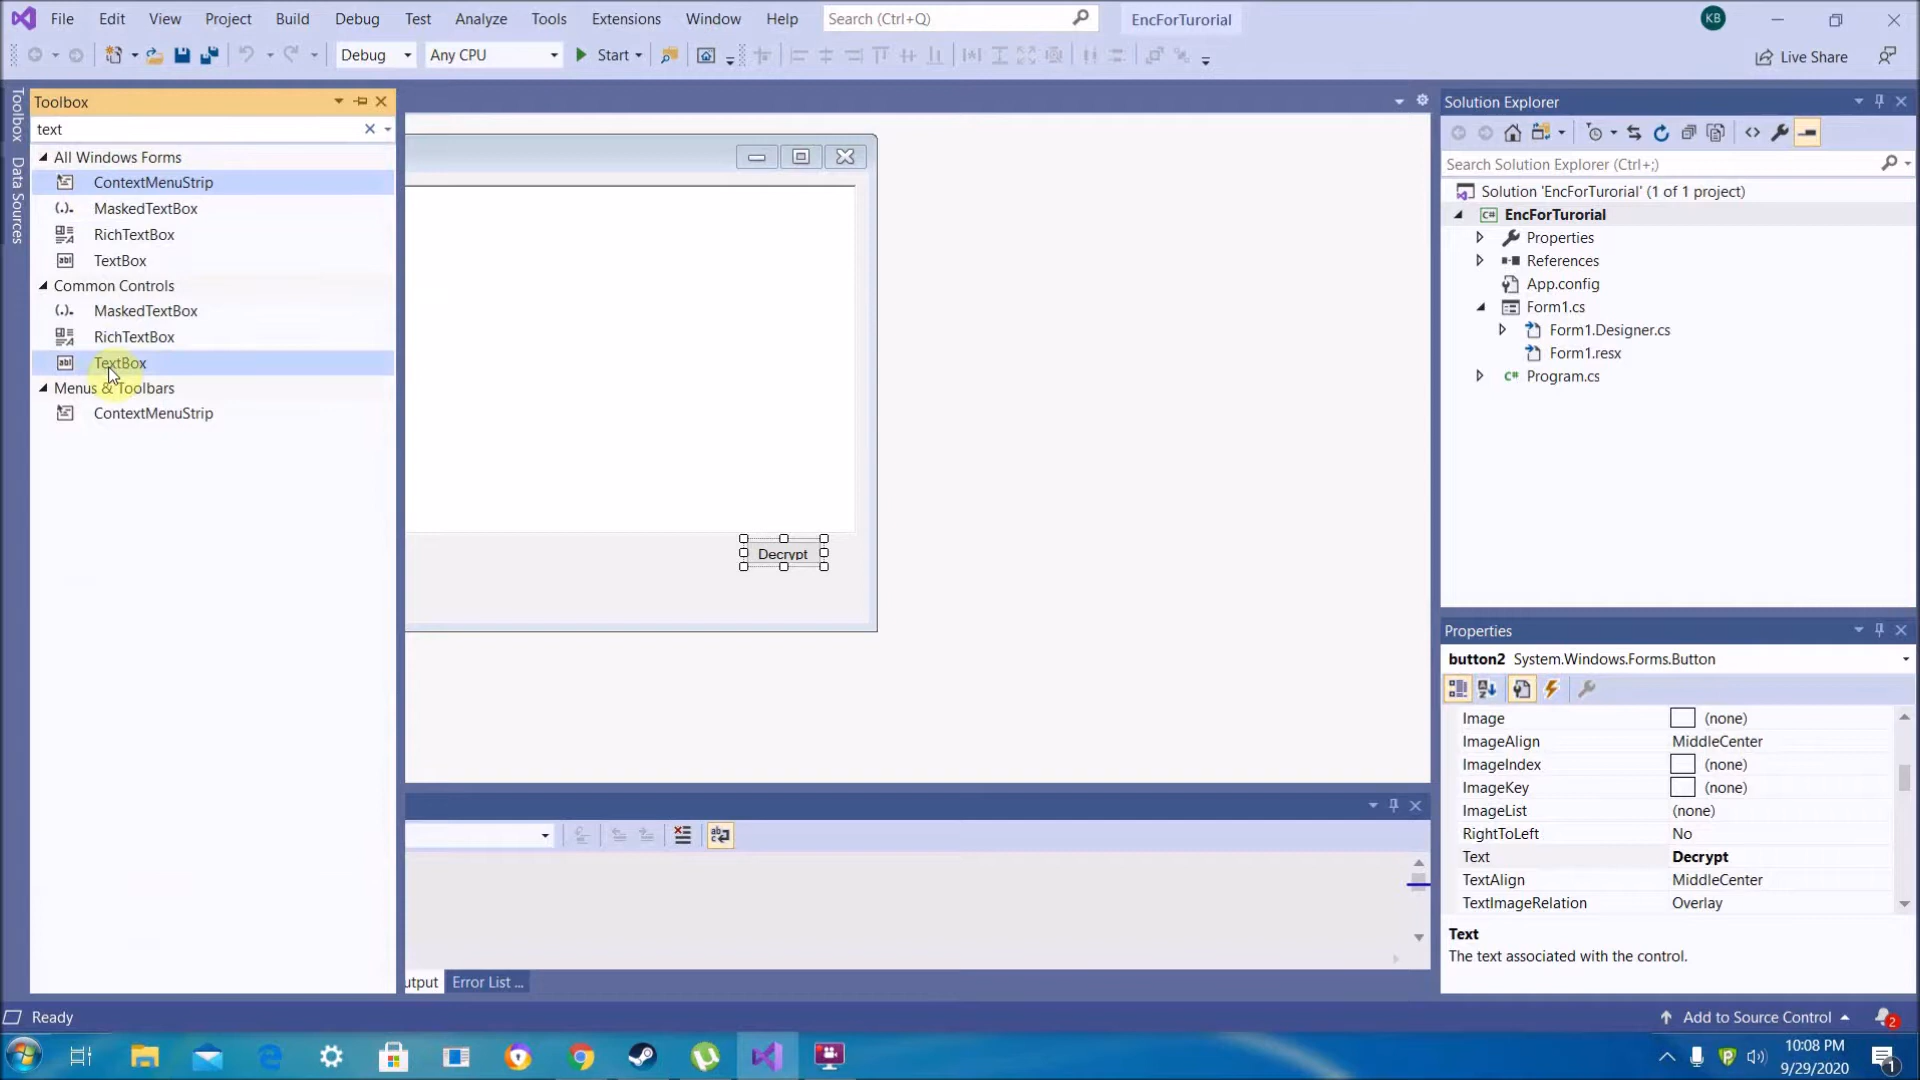 File Edit View Project Build Debug Test Analyze Tools Extensions Window Help Search (Ctrl+Q) EncForTurorial KB
Debug Any CPU Start Live Share
Toolbox
Data Sources
Toolbox
text
All Windows Forms
ContextMenuStrip
MaskedTextBox
RichTextBox
TextBox
Common Controls
MaskedTextBox
RichTextBox
TextBox
Menus & Toolbars
ContextMenuStrip
Decrypt
utput Error List ...
Solution Explorer
Search Solution Explorer (Ctrl+;)
Solution 'EncForTurorial' (1 of 1 project)
C# EncForTurorial
Properties
References
App.config
Form1.cs
Form1.Designer.cs
Form1.resx
C# Program.cs
Properties
button2 System.Windows.Forms.Button
Image (none)
ImageAlign MiddleCenter
ImageIndex (none)
ImageKey (none)
ImageList (none)
RightToLeft No
Text Decrypt
TextAlign MiddleCenter
TextImageRelation Overlay
Text
The text associated with the control.
Ready Add to Source Control 2
10:08 PM
9/29/2020 1